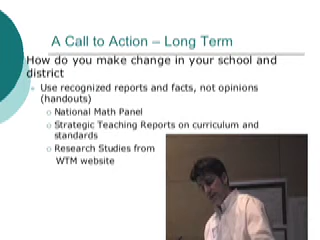 A Call to Action – Long Term
How do you make change in your school and
district
Use recognized reports and facts, not opinions
(handouts)
National Math Panel
Strategic Teaching Reports on curriculum and
standards
Research Studies from
WTM website